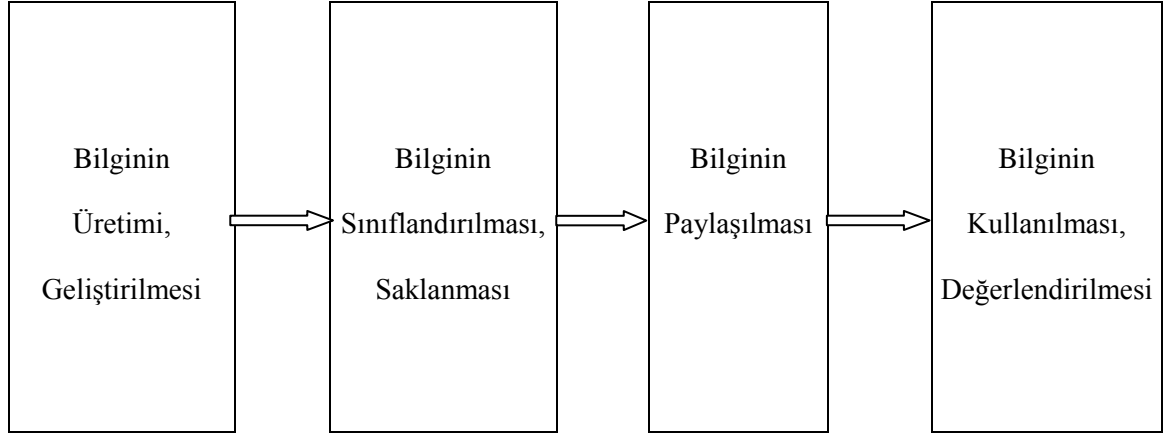 Bilginin
Üretimi,
Geliştirilmesi
Bilginin
Sınıflandırılması,
Saklanması
Bilginin
Paylaşılması
Bilginin
Kullanılması,
Değerlendirilmesi